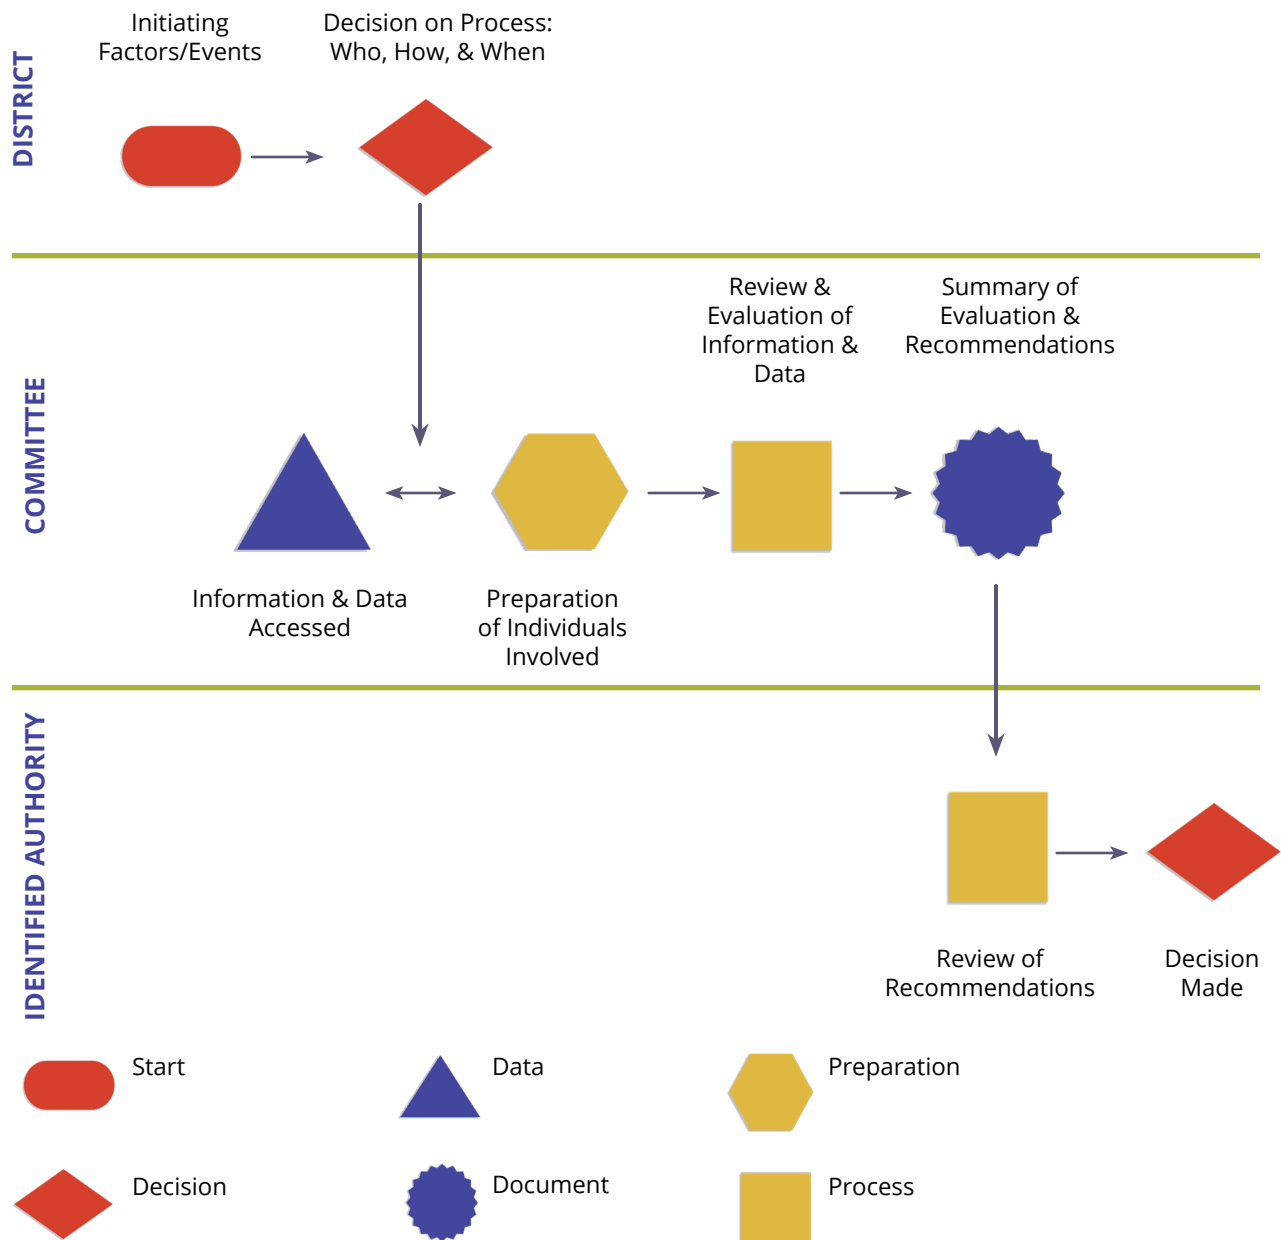 DISTRICT
Initiating
Factors/Events
Decision on Process:
Who, How, & When
COMMITTEE
Review &
Evaluation of
Information &
Data
Summary of
Evaluation &
Recommendations
Information & Data
Accessed
Preparation
of Individuals
Involved
IDENTIFIED AUTHORITY
Review of
Recommendations
Decision
Made
Start
Data
Preparation
Decision
Document
Process